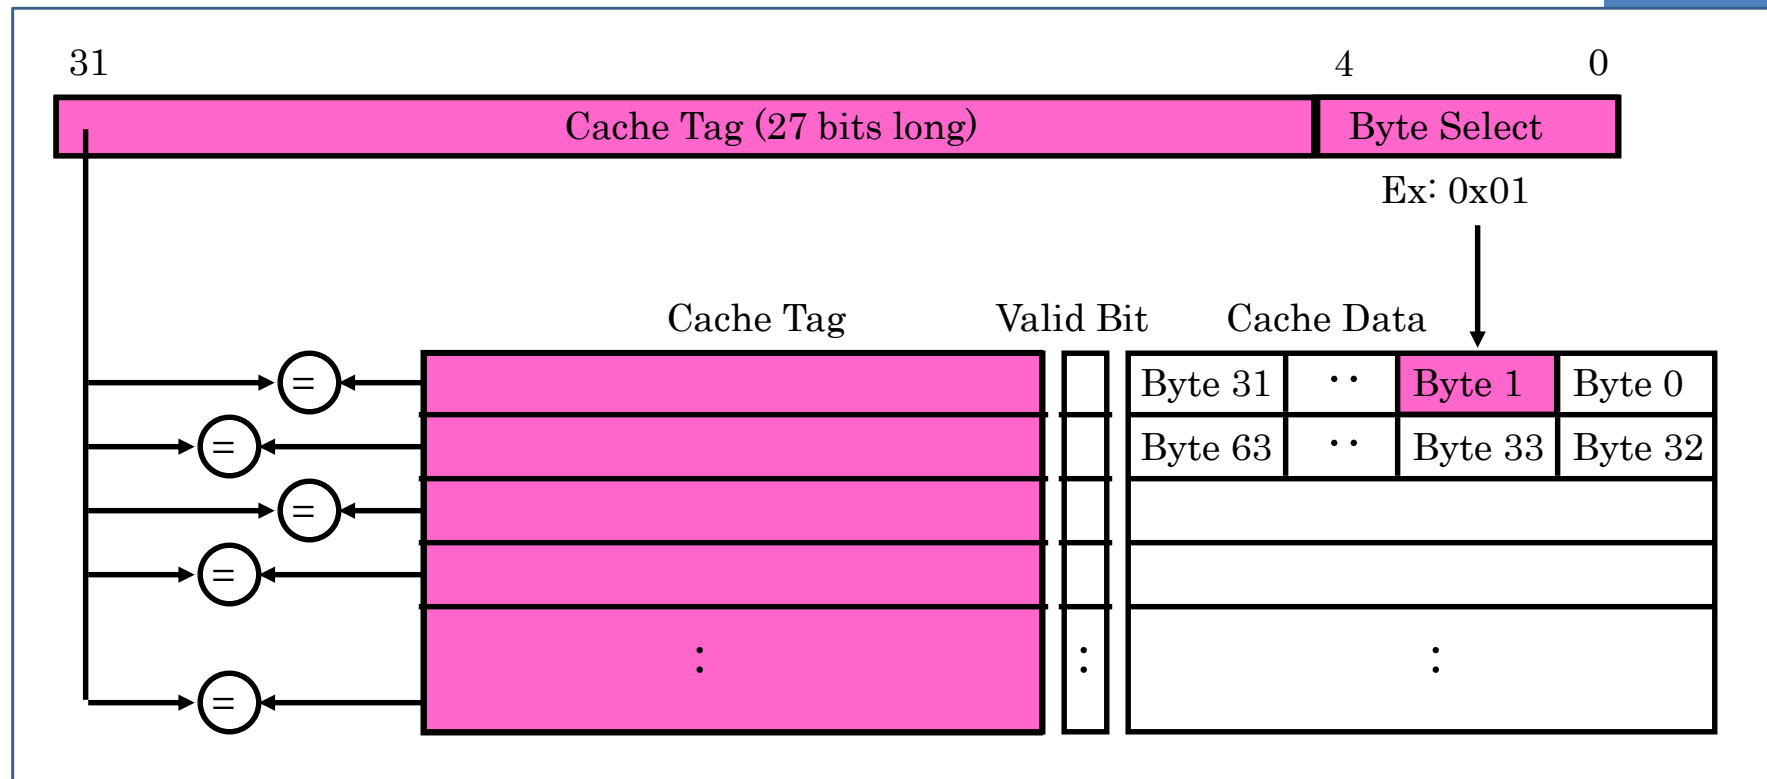 31 4 0
Cache Tag (27 bits long) Byte Select
Ex: 0x01
Cache Tag Valid Bit Cache Data
= Byte 31 ·· Byte 1 Byte 0
= Byte 63 ·· Byte 33 Byte 32
=
=
: : :
=